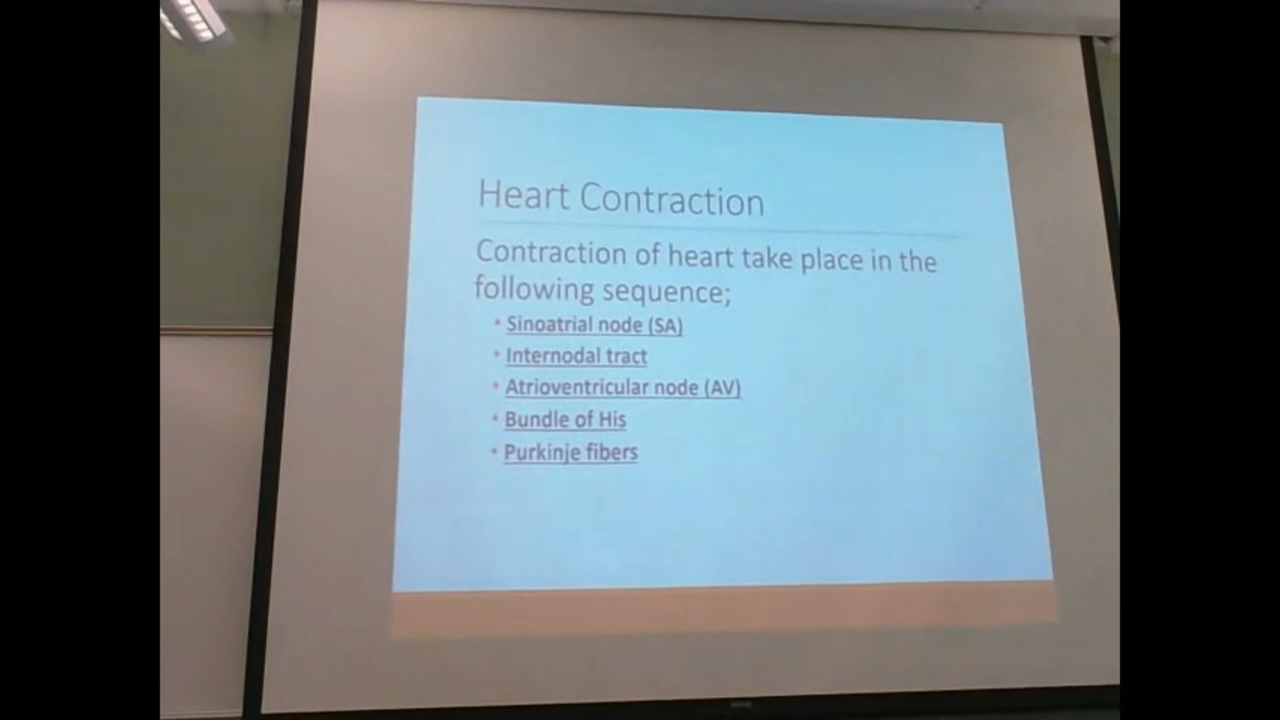 Heart Contraction
Contraction of heart take place in the
following sequence;
• Sinoatrial node (SA)
• Internodal tract
• Atrioventricular node (AV)
• Bundle of His
• Purkinje fibers